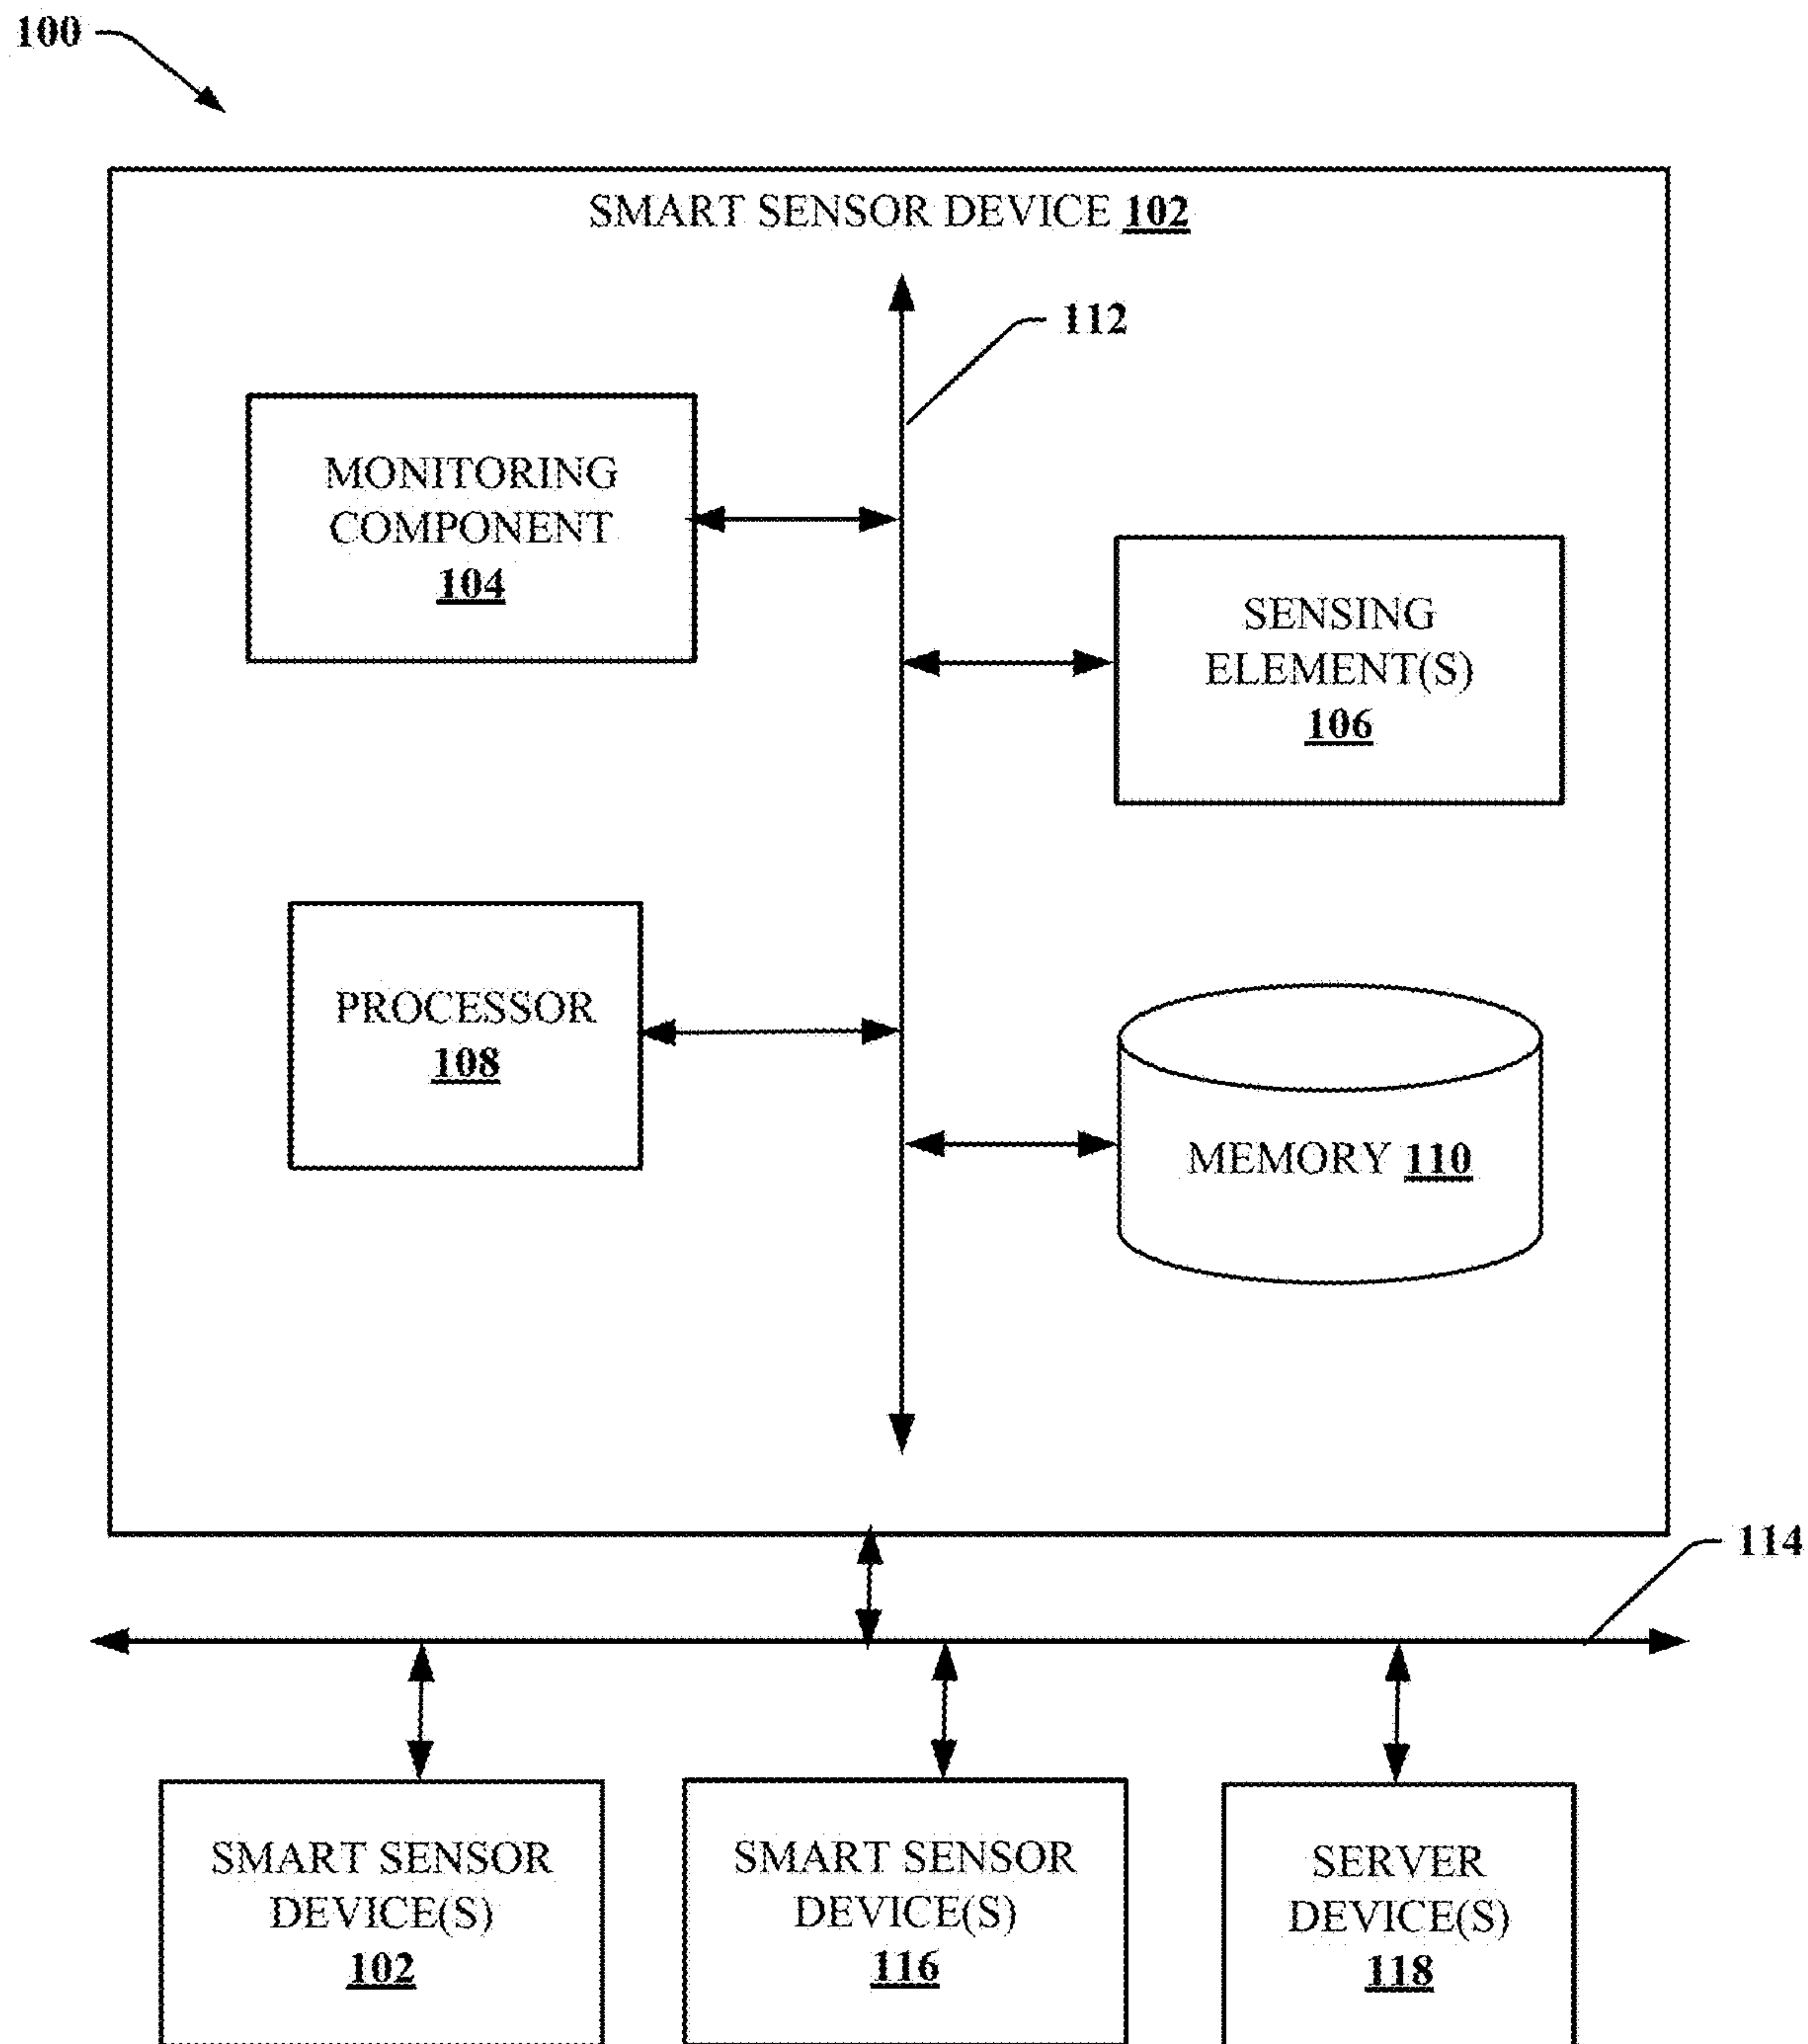 100
SMART SENSOR DEVICE 102
112
MONITORING
COMPONENT
104
SENSING
ELEMENT(S)
106
PROCESSOR
108
MEMORY 110
114
SMART SENSOR
DEVICE(S)
102
SMART SENSOR
DEVICE(S)
116
SERVER
DEVICE(S)
118